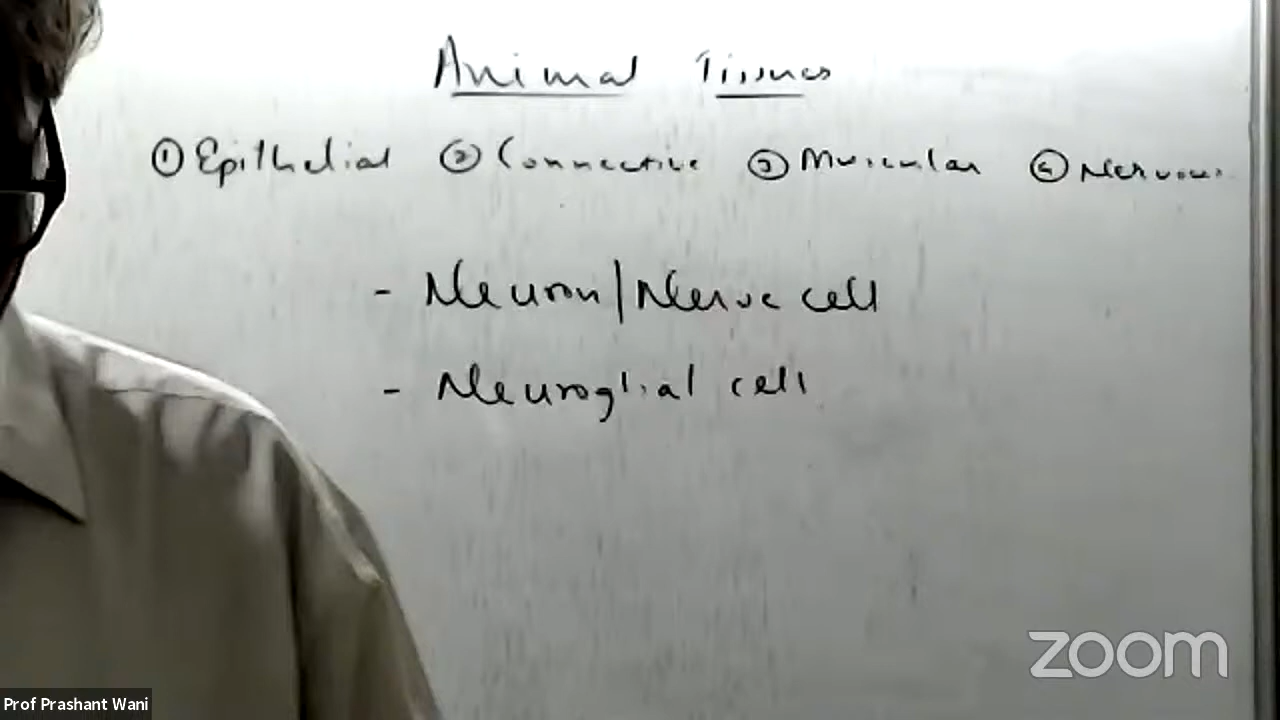 Animal Tissues
① Epithelial ② Connective ③ Muscular ④ Nervous
- Neuron/Nerve cell
- Neuroglial cell
zoom
Prof Prashant Wani